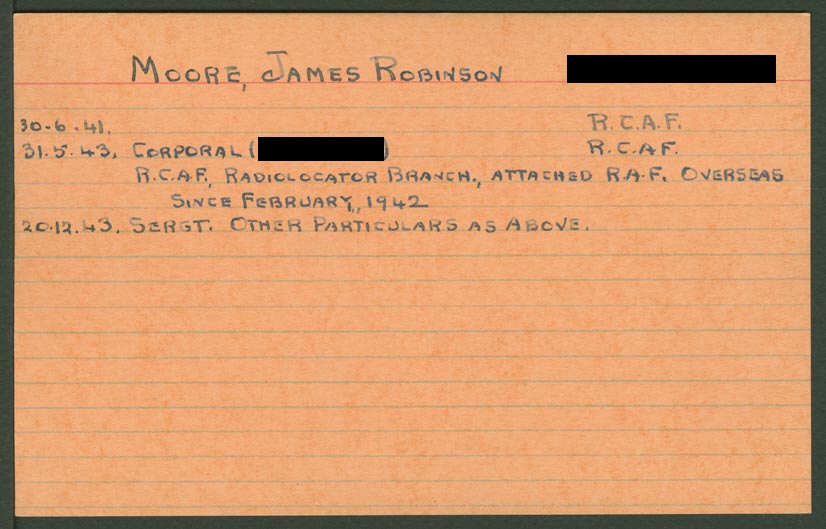 MOORE, JAMES ROBINSON
30-6-41. R.C.A.F.
31.5.43. CORPORAL ( ) R.C.A.F.
R.C.A.F., RADIOLOCATOR BRANCH., ATTACHED R.A.F. OVERSEAS
SINCE FEBRUARY,, 1942
20.12.43. SERGT. OTHER PARTICULARS AS ABOVE.